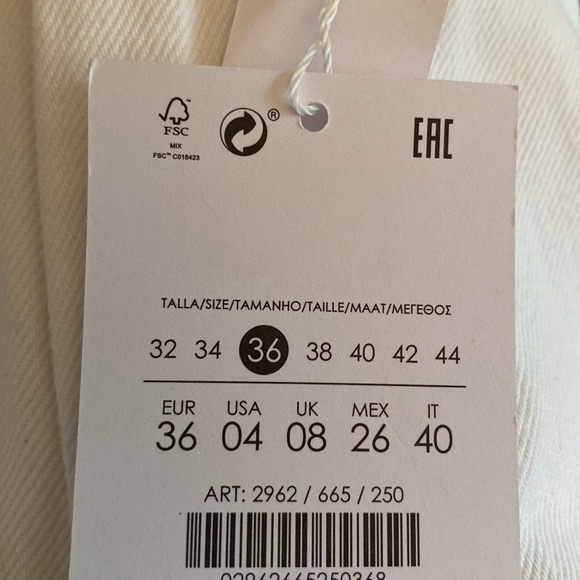 FSC
MIX
FSC™ C018423
®
EAC
TALLA/SIZE/TAMANHO/TAILLE/MAAT/ΜΕΓΕΘΟΣ
32 34 36 38 40 42 44
EUR USA UK MEX IT
36 04 08 26 40
ART: 2962 / 665 / 250
02962665250368